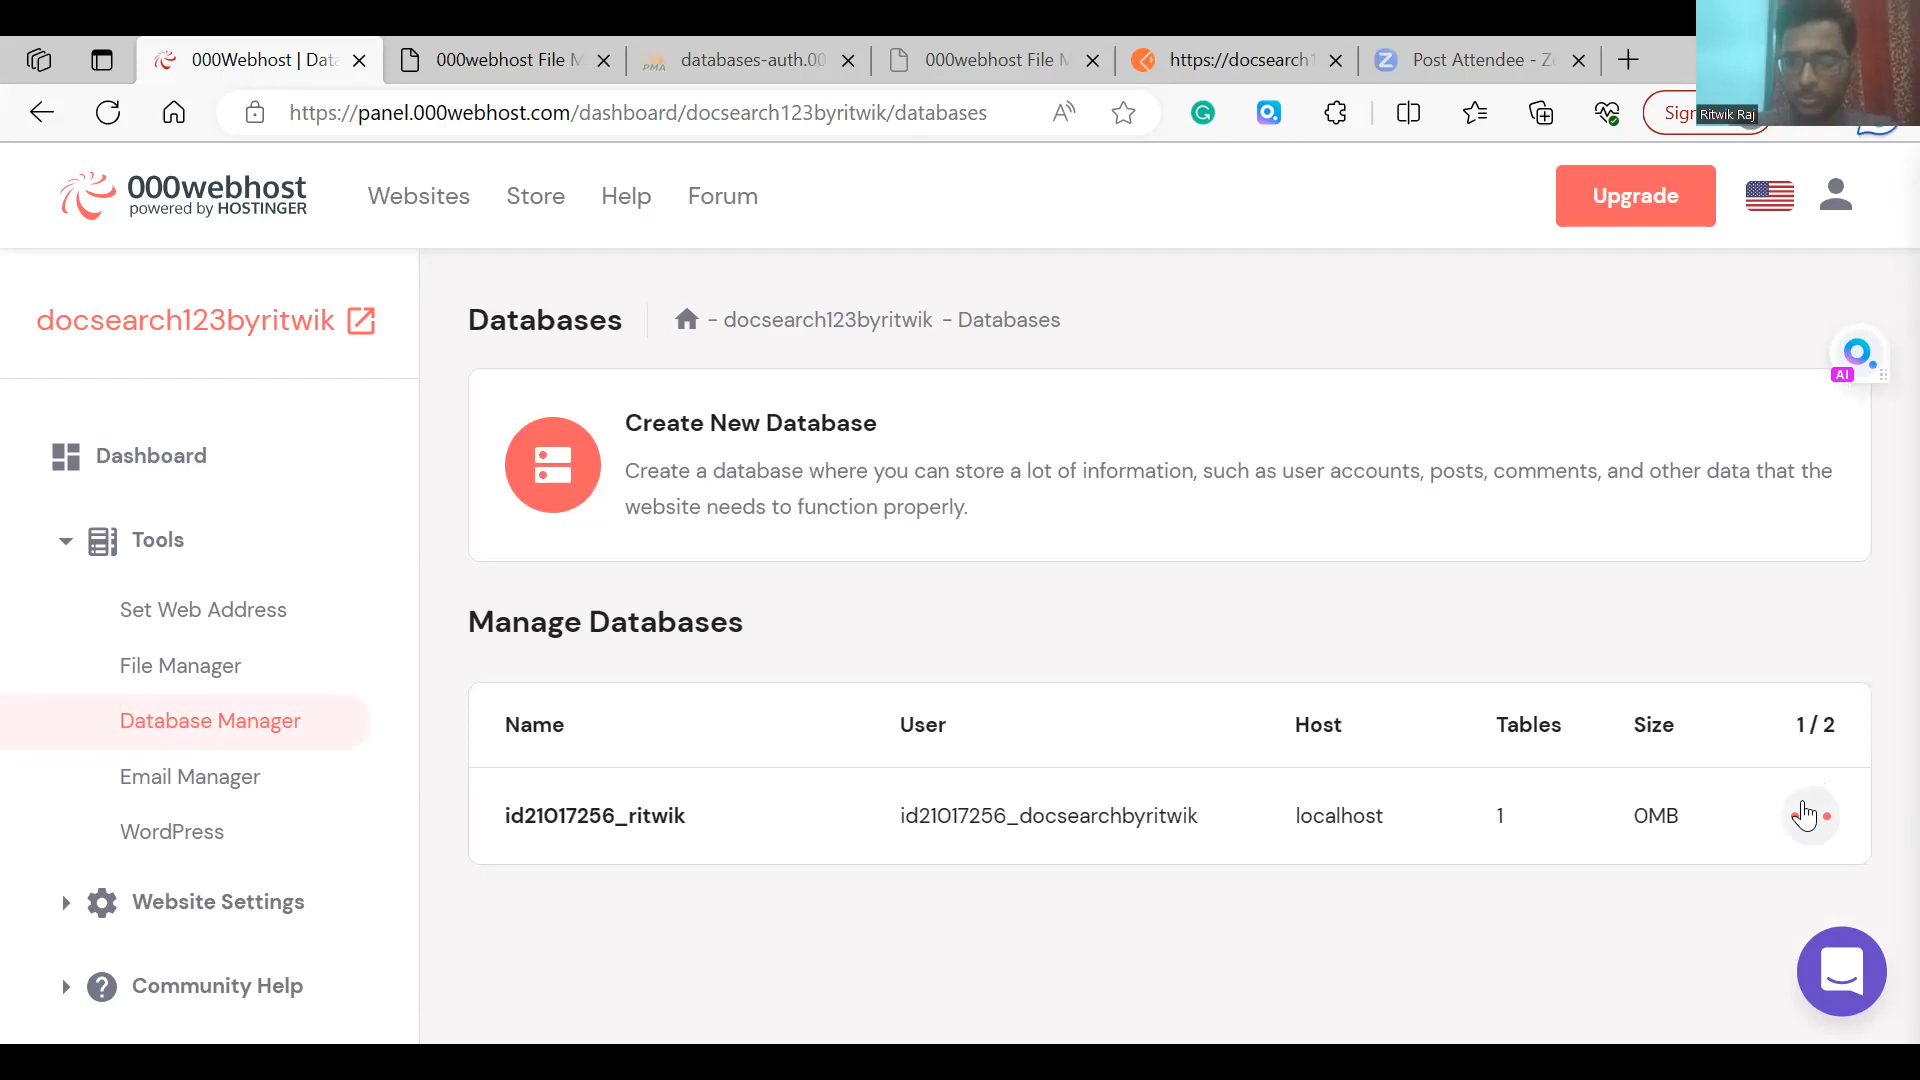 000Webhost | Data
000webhost File M
PMA
databases-auth.00
000webhost File M
https://docsearch1
Post Attendee - Z
https://panel.000webhost.com/dashboard/docsearch123byritwik/databases
Sign
Ritwik Raj
000webhost
powered by HOSTINGER
Websites
Store
Help
Forum
Upgrade
docsearch123byritwik
Databases
- docsearch123byritwik - Databases
AI
Create New Database
Create a database where you can store a lot of information, such as user accounts, posts, comments, and other data that the
website needs to function properly.
Dashboard
Tools
Set Web Address
File Manager
Database Manager
Email Manager
WordPress
Website Settings
Community Help
Manage Databases
Name User Host Tables Size 1 / 2
id21017256_ritwik id21017256_docsearchbyritwik localhost 1 0MB